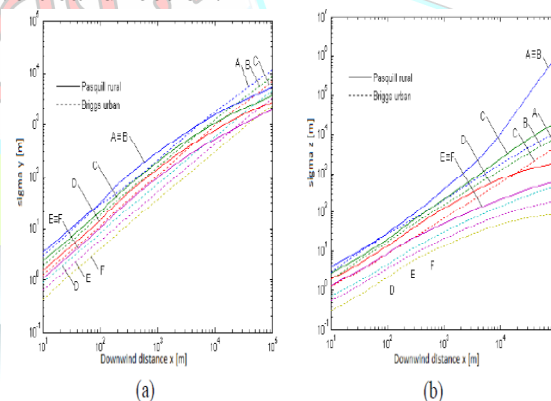 (a)
10⁵
10⁴
10³
10²
10¹
10⁰
10⁻¹
sigma y [m]
Pasquill rural
Briggs urban
A
B
C
A≡B
C
D
E≡F
D
E
F
10¹
10²
10³
10⁴
10⁵
Downwind distance x [m]
(a)
(b)
10⁷
10⁶
10⁵
10⁴
10³
10²
10¹
10⁰
10⁻¹
sigma z [m]
Pasquill rural
Briggs urban
A≡B
A
B
C
C
D
E≡F
D
E
F
10¹
10²
10³
10⁴
Downwind distance x [m]
(b)